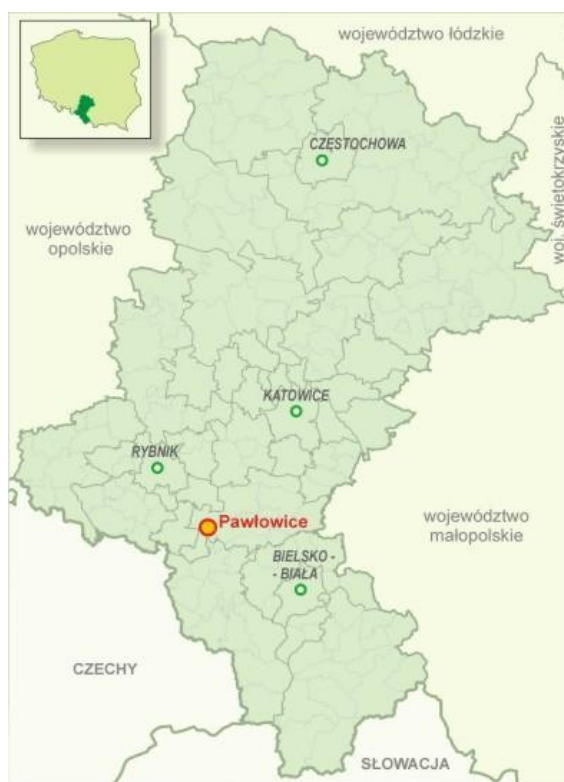 województwo łódzkie
CZĘSTOCHOWA
woj. świętokrzyskie
województwo
opolskie
KATOWICE
RYBNIK
Pawłowice
województwo
małopolskie
BIELSKO -
- BIAŁA
CZECHY
SŁOWACJA